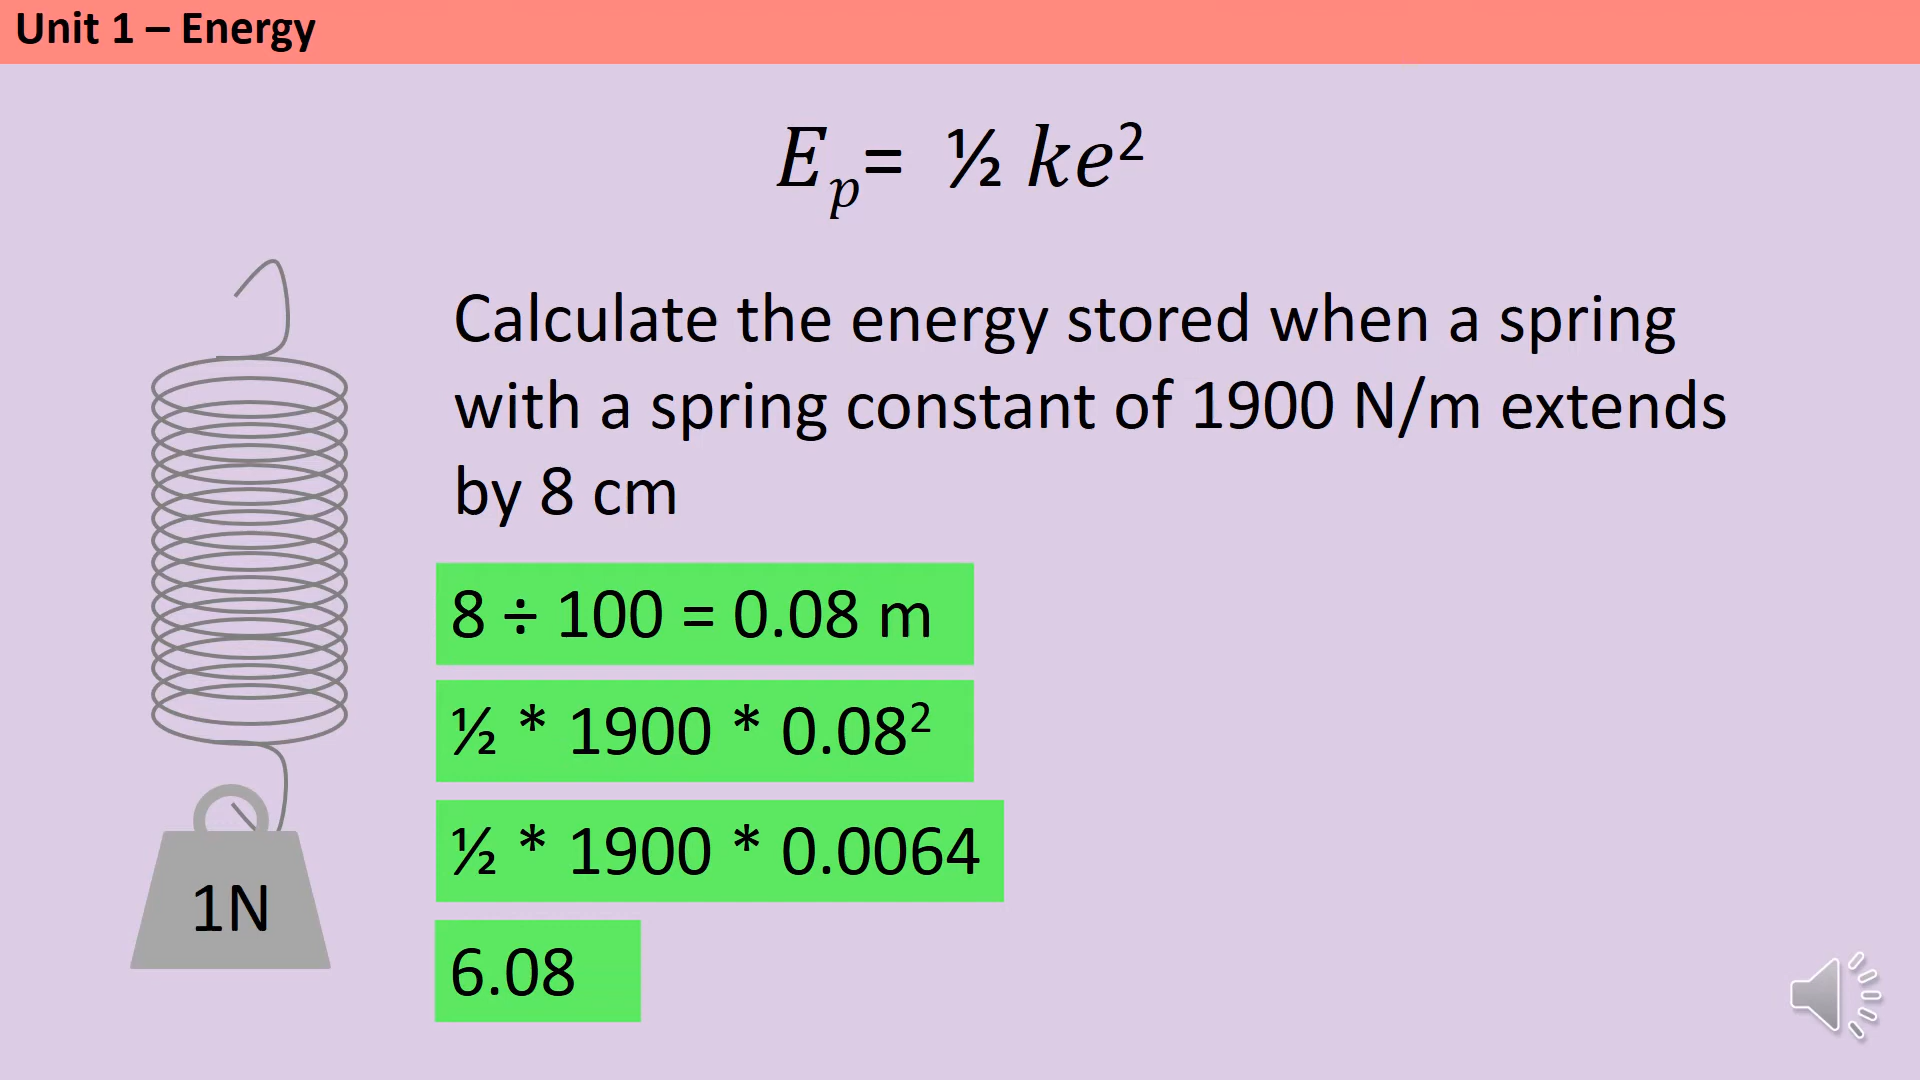 Unit 1 – Energy
Eₚ= ½ ke²
Calculate the energy stored when a spring
with a spring constant of 1900 N/m extends
by 8 cm
8 ÷ 100 = 0.08 m
½ * 1900 * 0.08²
½ * 1900 * 0.0064
6.08
1N